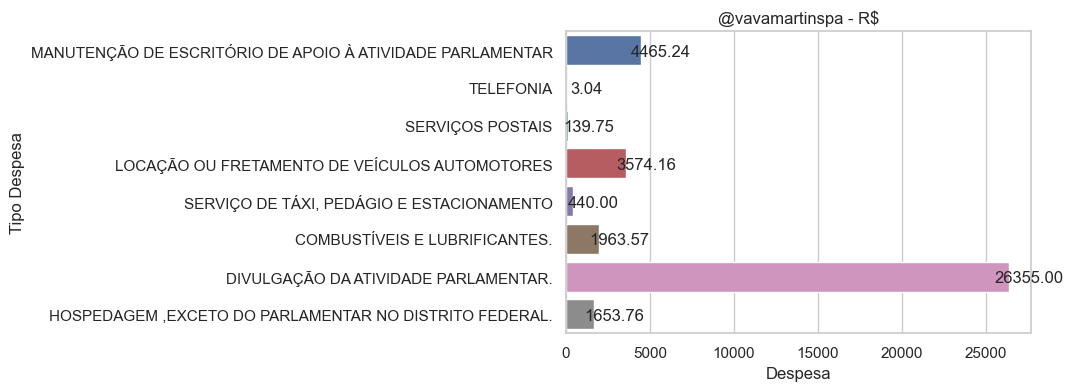 @vavamartinspa - R$
Tipo Despesa
MANUTENÇÃO DE ESCRITÓRIO DE APOIO À ATIVIDADE PARLAMENTAR 4465.24
TELEFONIA 3.04
SERVIÇOS POSTAIS 139.75
LOCAÇÃO OU FRETAMENTO DE VEÍCULOS AUTOMOTORES 3574.16
SERVIÇO DE TÁXI, PEDÁGIO E ESTACIONAMENTO 440.00
COMBUSTÍVEIS E LUBRIFICANTES. 1963.57
DIVULGAÇÃO DA ATIVIDADE PARLAMENTAR. 26355.00
HOSPEDAGEM ,EXCETO DO PARLAMENTAR NO DISTRITO FEDERAL. 1653.76
0 5000 10000 15000 20000 25000
Despesa